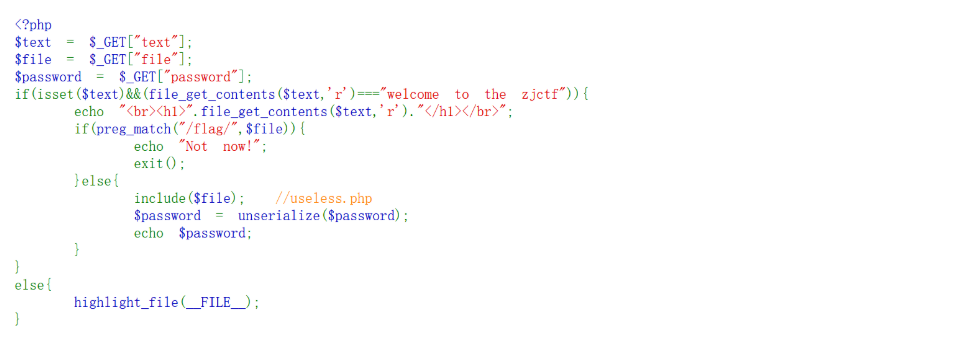 <?php
$text = $_GET["text"];
$file = $_GET["file"];
$password = $_GET["password"];
if(isset($text)&&(file_get_contents($text,'r')==="welcome to the zjctf")){
echo "<br><h1>".file_get_contents($text,'r')."</h1></br>";
if(preg_match("/flag/",$file)){
echo "Not now!";
exit();
}else{
include($file); //useless.php
$password = unserialize($password);
echo $password;
}
}
else{
highlight_file(__FILE__);
}